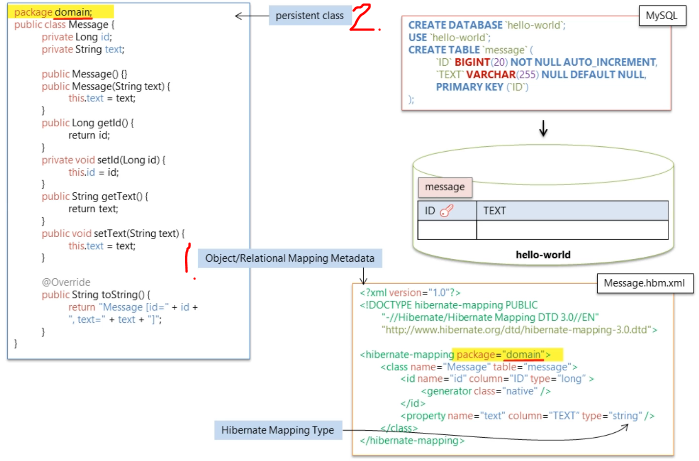 package domain;
public class Message {
private Long id;
private String text;
public Message() {}
public Message(String text) {
this.text = text;
}
public Long getId() {
return id;
}
private void setId(Long id) {
this.id = id;
}
public String getText() {
return text;
}
public void setText(String text) {
this.text = text;
}
@Override
public String toString() {
return "Message [id=" + id +
", text=" + text + "]";
}
}
persistent class
2.
MySQL
CREATE DATABASE `hello-world`;
USE `hello-world`;
CREATE TABLE `message` (
`ID` BIGINT(20) NOT NULL AUTO_INCREMENT,
`TEXT` VARCHAR(255) NULL DEFAULT NULL,
PRIMARY KEY (`ID`)
);
message
ID TEXT
hello-world
1.
Object/Relational Mapping Metadata
Message.hbm.xml
<?xml version="1.0"?>
<!DOCTYPE hibernate-mapping PUBLIC
"-//Hibernate/Hibernate Mapping DTD 3.0//EN"
"http://www.hibernate.org/dtd/hibernate-mapping-3.0.dtd">
<hibernate-mapping package="domain">
<class name="Message" table="message">
<id name="id" column="ID" type="long" >
<generator class="native" />
</id>
<property name="text" column="TEXT" type="string" />
</class>
</hibernate-mapping>
Hibernate Mapping Type